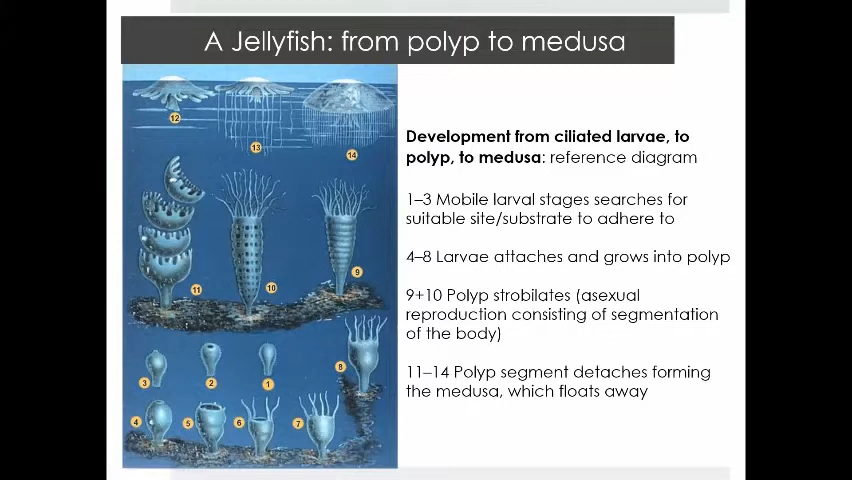 A Jellyfish: from polyp to medusa
12
13
14
11
10
9
3
2
1
8
4
5
6
7
Development from ciliated larvae, to
polyp, to medusa: reference diagram
1–3 Mobile larval stages searches for
suitable site/substrate to adhere to
4–8 Larvae attaches and grows into polyp
9+10 Polyp strobilates (asexual
reproduction consisting of segmentation
of the body)
11–14 Polyp segment detaches forming
the medusa, which floats away